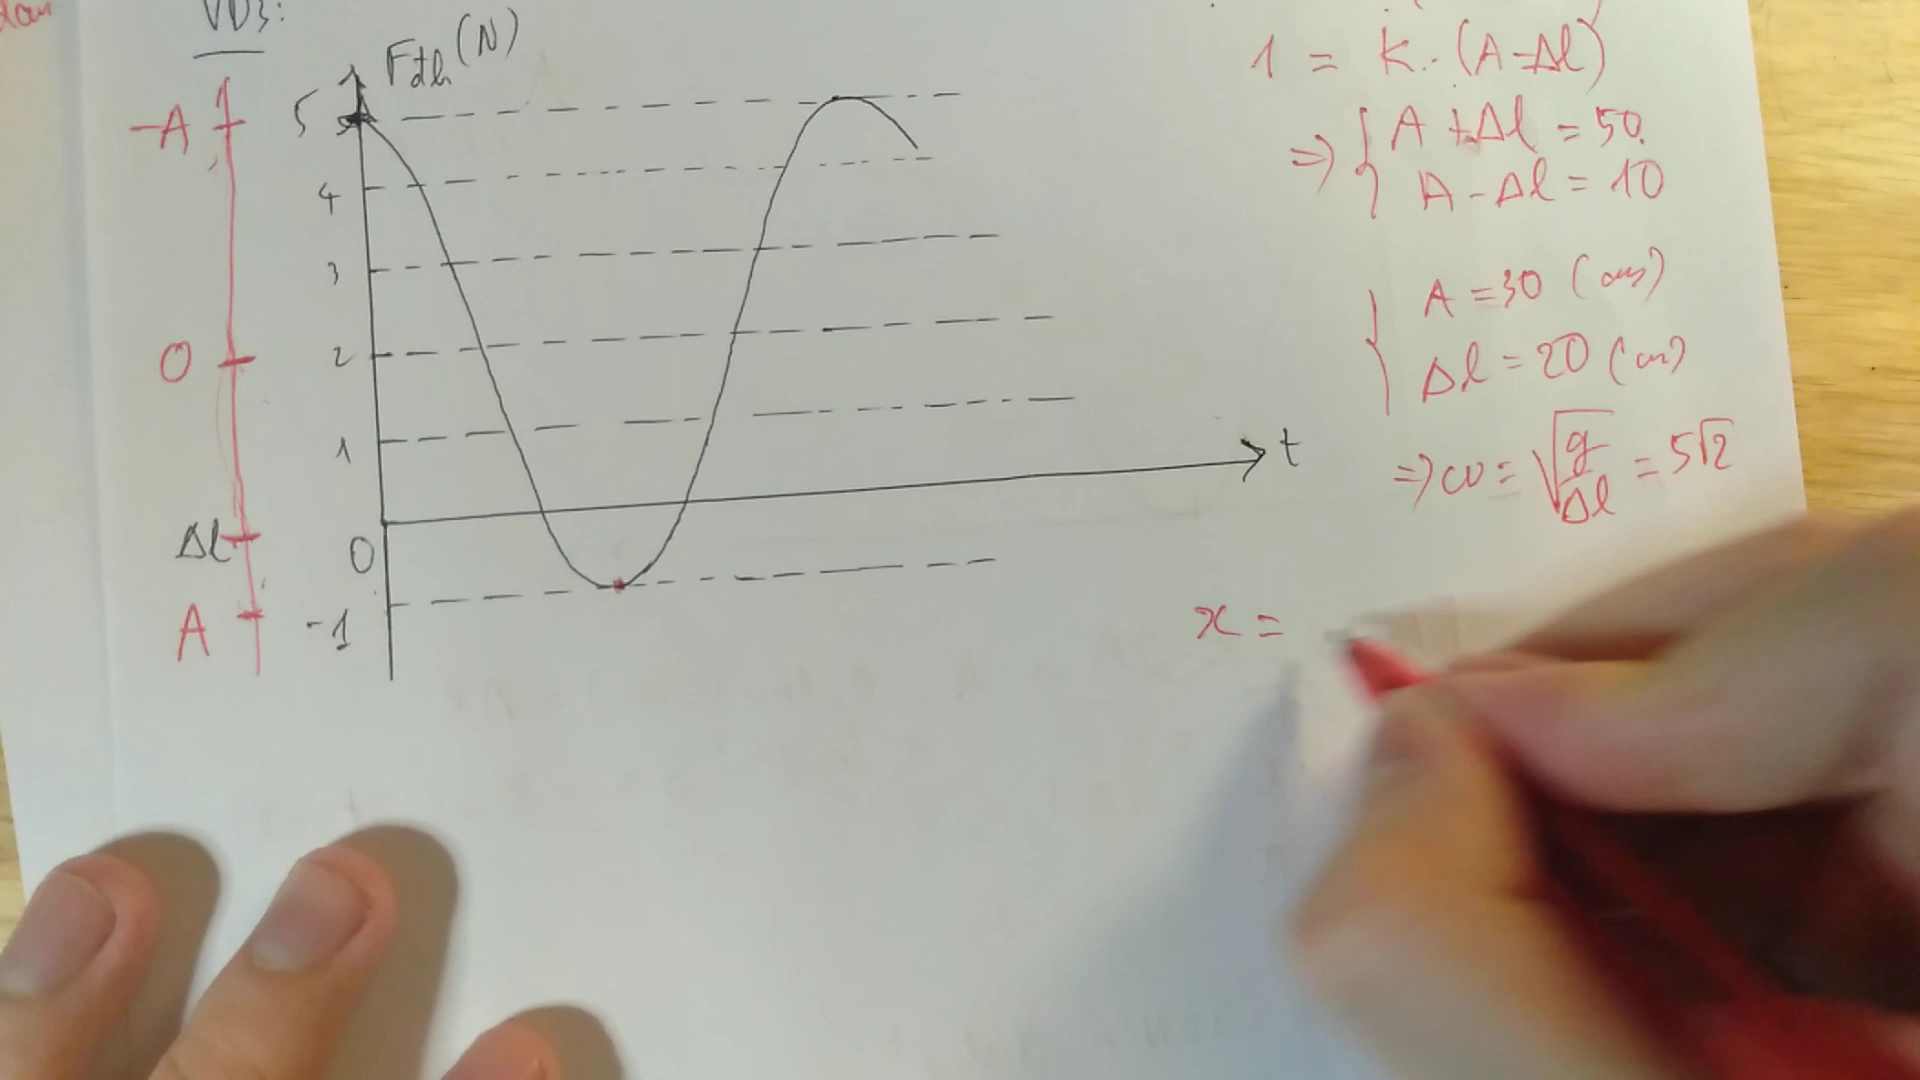 VD3:
Fđh (N)
5
4
3
2
1
0
-1
t
-A
O
Δl
A
1 = K.(A-Δl)
=> { A + Δl = 50
A - Δl = 10
{ A = 30 (cm)
Δl = 20 (cm)
=> ω = √(g/Δl) = 5√2
x =